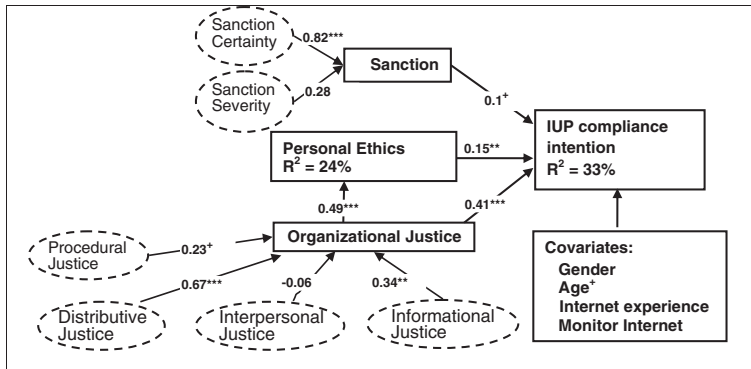 Sanction
Certainty
0.82***
Sanction
Sanction
Severity
0.28
0.1⁺
Personal Ethics
R² = 24%
0.15**
IUP compliance
intention
R² = 33%
0.49***
0.41***
Organizational Justice
Procedural
Justice
0.23⁺
0.67***
-0.06
0.34**
Distributive
Justice
Interpersonal
Justice
Informational
Justice
Covariates:
Gender
Age⁺
Internet experience
Monitor Internet